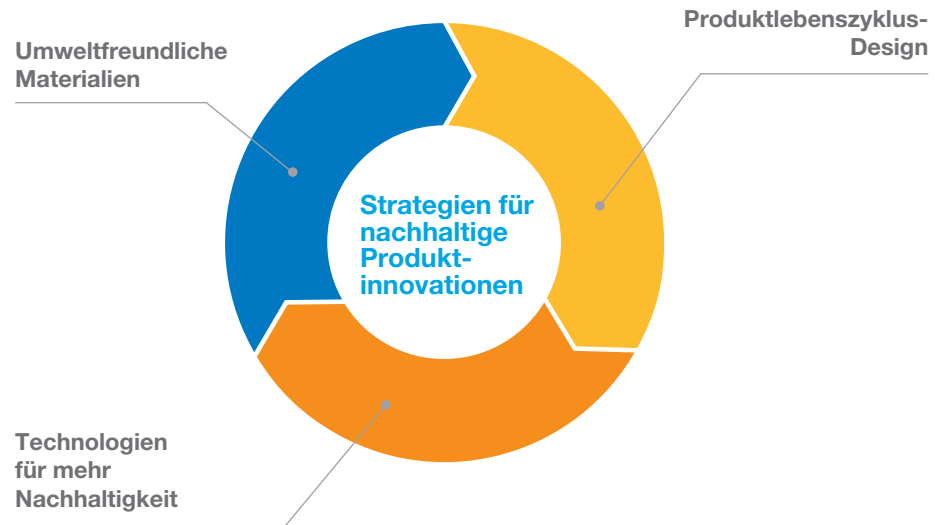 Umweltfreundliche
Materialien
Produktlebenszyklus-
Design
Strategien für
nachhaltige
Produkt-
innovationen
Technologien
für mehr
Nachhaltigkeit